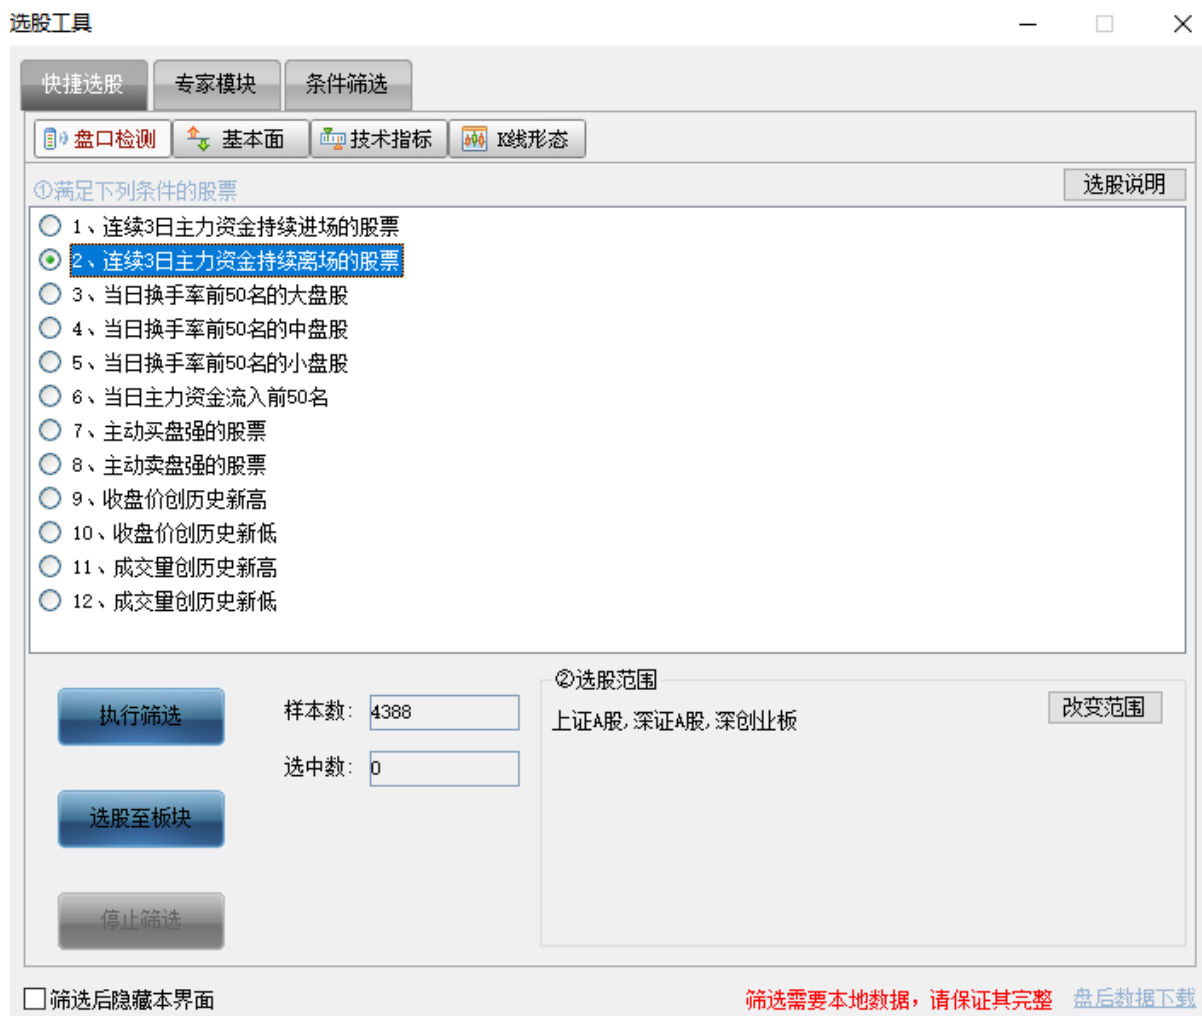 选股工具
快捷选股 专家模块 条件筛选
盘口检测 基本面 技术指标 K线形态
①满足下列条件的股票 选股说明
1、连续3日主力资金持续进场的股票
2、连续3日主力资金持续离场的股票
3、当日换手率前50名的大盘股
4、当日换手率前50名的中盘股
5、当日换手率前50名的小盘股
6、当日主力资金流入前50名
7、主动买盘强的股票
8、主动卖盘强的股票
9、收盘价创历史新高
10、收盘价创历史新低
11、成交量创历史新高
12、成交量创历史新低
②选股范围
执行筛选 样本数: 4388 上证A股,深证A股,深创业板 改变范围
选中数: 0
选股至板块
停止筛选
筛选后隐藏本界面 筛选需要本地数据，请保证其完整 盘后数据下载